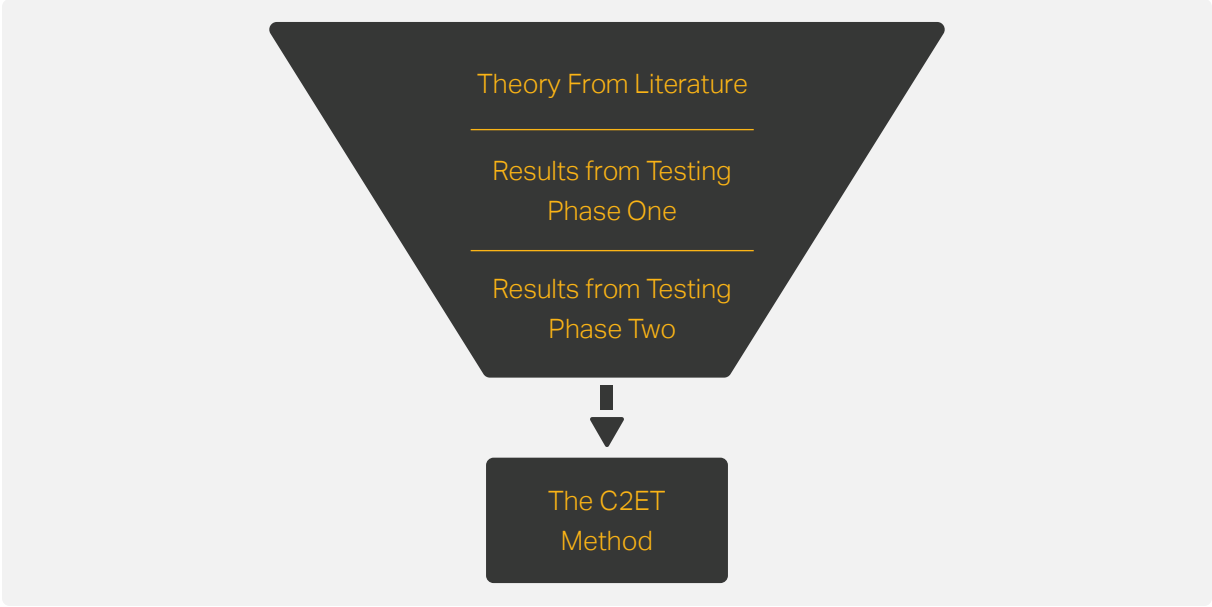 Theory From Literature
Results from Testing
Phase One
Results from Testing
Phase Two
The C2ET
Method